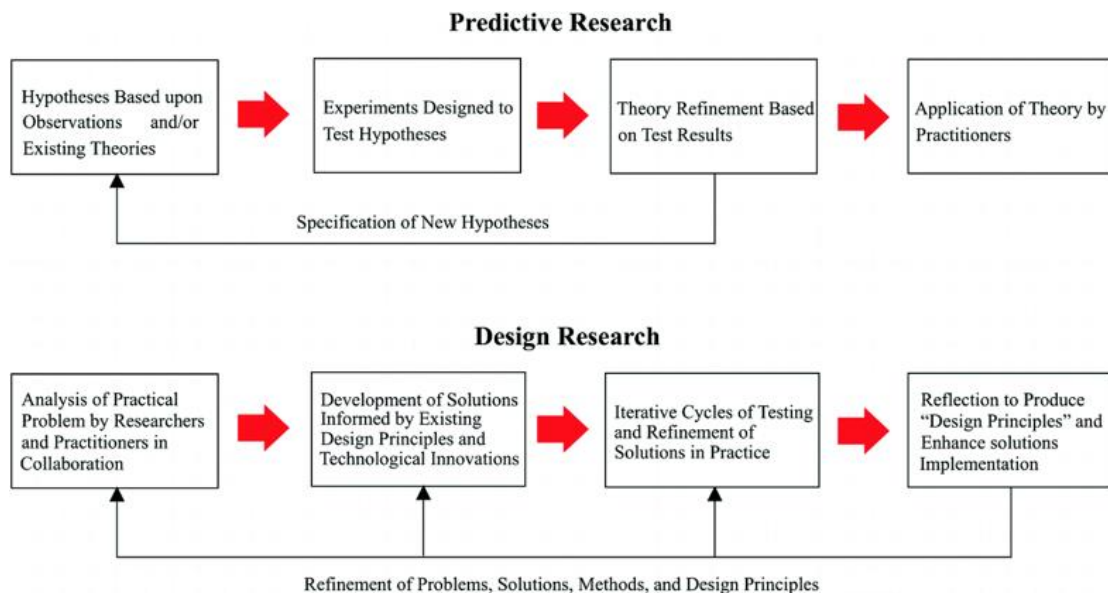 Predictive Research
Hypotheses Based upon
Observations and/or
Existing Theories
Experiments Designed to
Test Hypotheses
Theory Refinement Based
on Test Results
Application of Theory by
Practitioners
Specification of New Hypotheses
Design Research
Analysis of Practical
Problem by Researchers
and Practitioners in
Collaboration
Development of Solutions
Informed by Existing
Design Principles and
Technological Innovations
Iterative Cycles of Testing
and Refinement of
Solutions in Practice
Reflection to Produce
“Design Principles” and
Enhance solutions
Implementation
Refinement of Problems, Solutions, Methods, and Design Principles